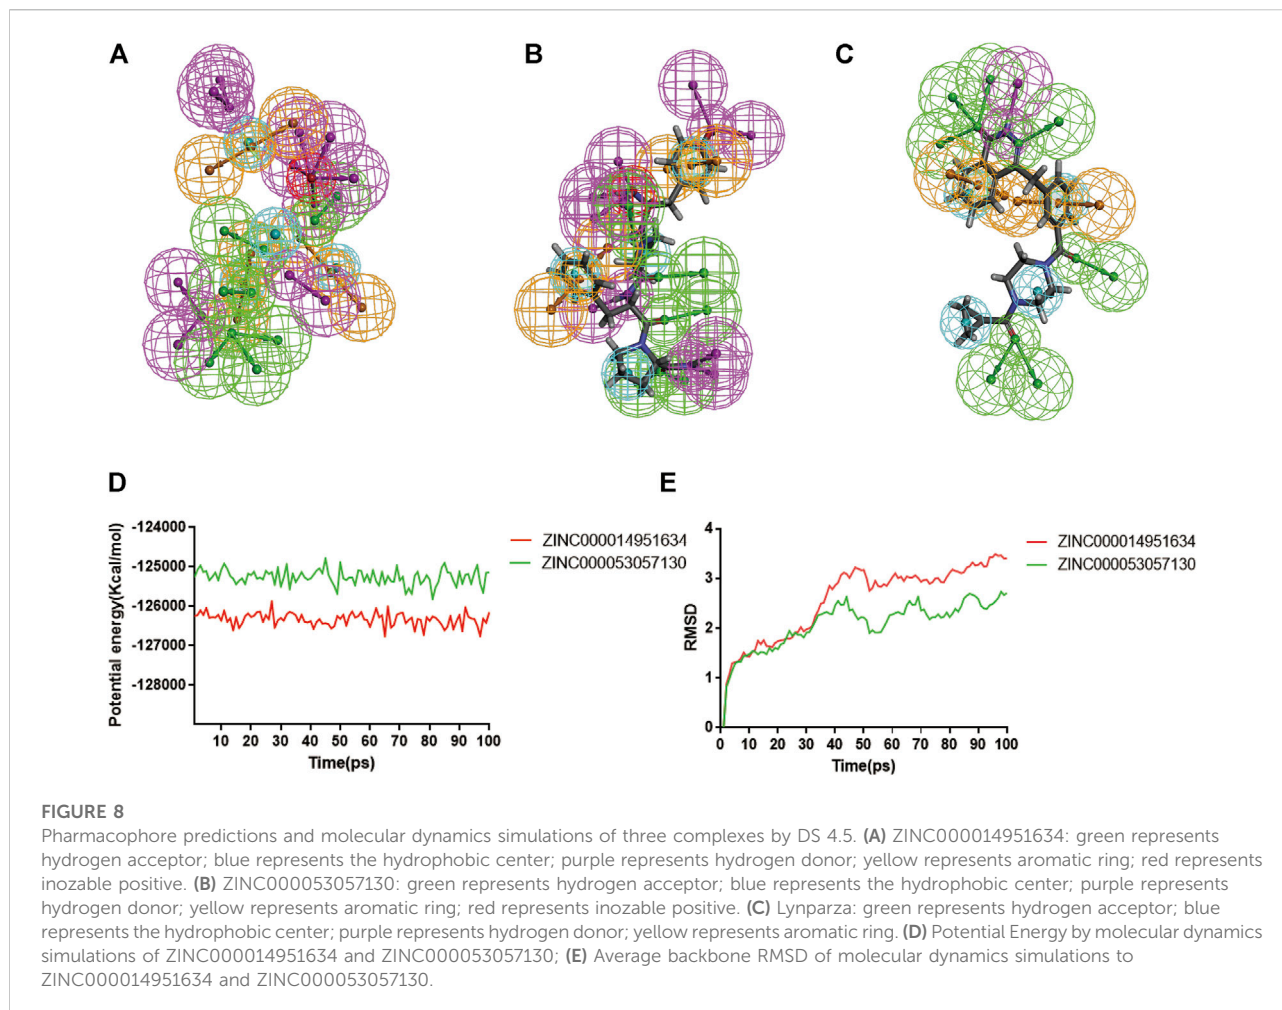 A
B
C
D
E
-124000
-125000
-126000
-127000
-128000
Potential energy(Kcal/mol)
10 20 30 40 50 60 70 80 90 100
Time(ps)
ZINC000014951634
ZINC000053057130
4
3
2
1
0
RMSD
0 10 20 30 40 50 60 70 80 90 100
Time(ps)
ZINC000014951634
ZINC000053057130
FIGURE 8
Pharmacophore predictions and molecular dynamics simulations of three complexes by DS 4.5. (A) ZINC000014951634: green represents
hydrogen acceptor; blue represents the hydrophobic center; purple represents hydrogen donor; yellow represents aromatic ring; red represents
inozable positive. (B) ZINC000053057130: green represents hydrogen acceptor; blue represents the hydrophobic center; purple represents
hydrogen donor; yellow represents aromatic ring; red represents inozable positive. (C) Lynparza: green represents hydrogen acceptor; blue
represents the hydrophobic center; purple represents hydrogen donor; yellow represents aromatic ring. (D) Potential Energy by molecular dynamics
simulations of ZINC000014951634 and ZINC000053057130; (E) Average backbone RMSD of molecular dynamics simulations to
ZINC000014951634 and ZINC000053057130.